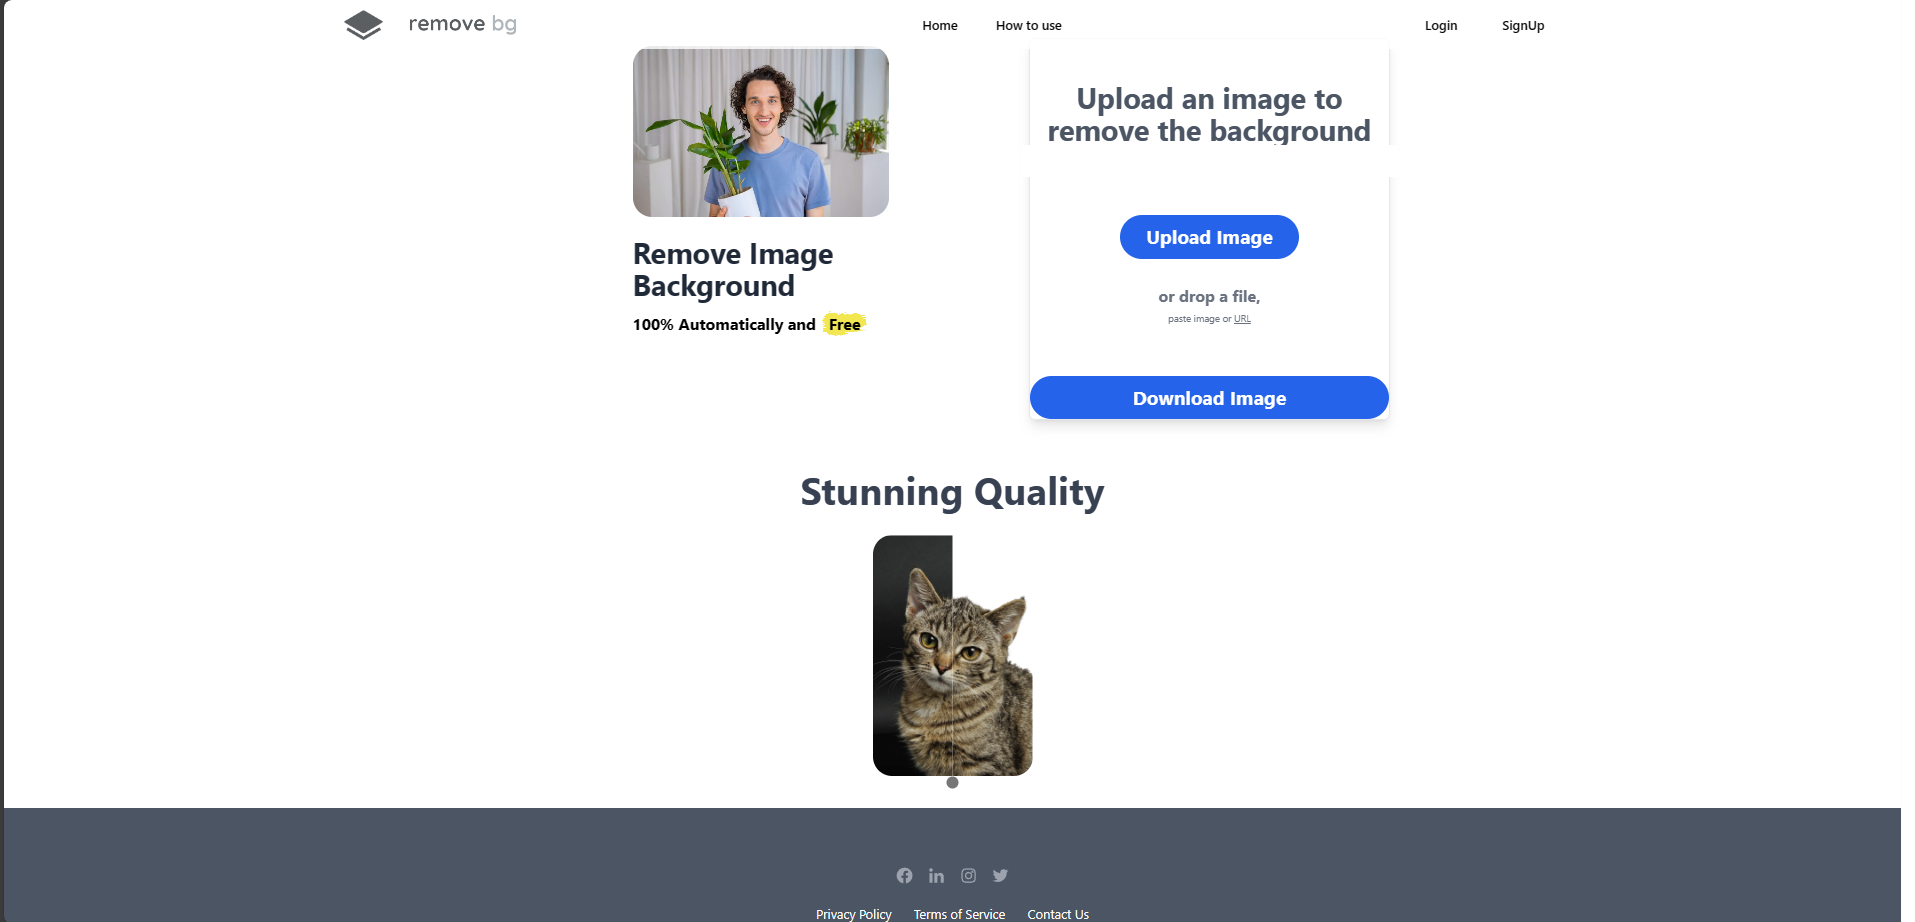 remove bg
Home
How to use
Login
SignUp
Remove Image
Background
100% Automatically and Free
Upload an image to
remove the background
Upload Image
or drop a file,
paste image or URL
Download Image
Stunning Quality
Privacy Policy
Terms of Service
Contact Us